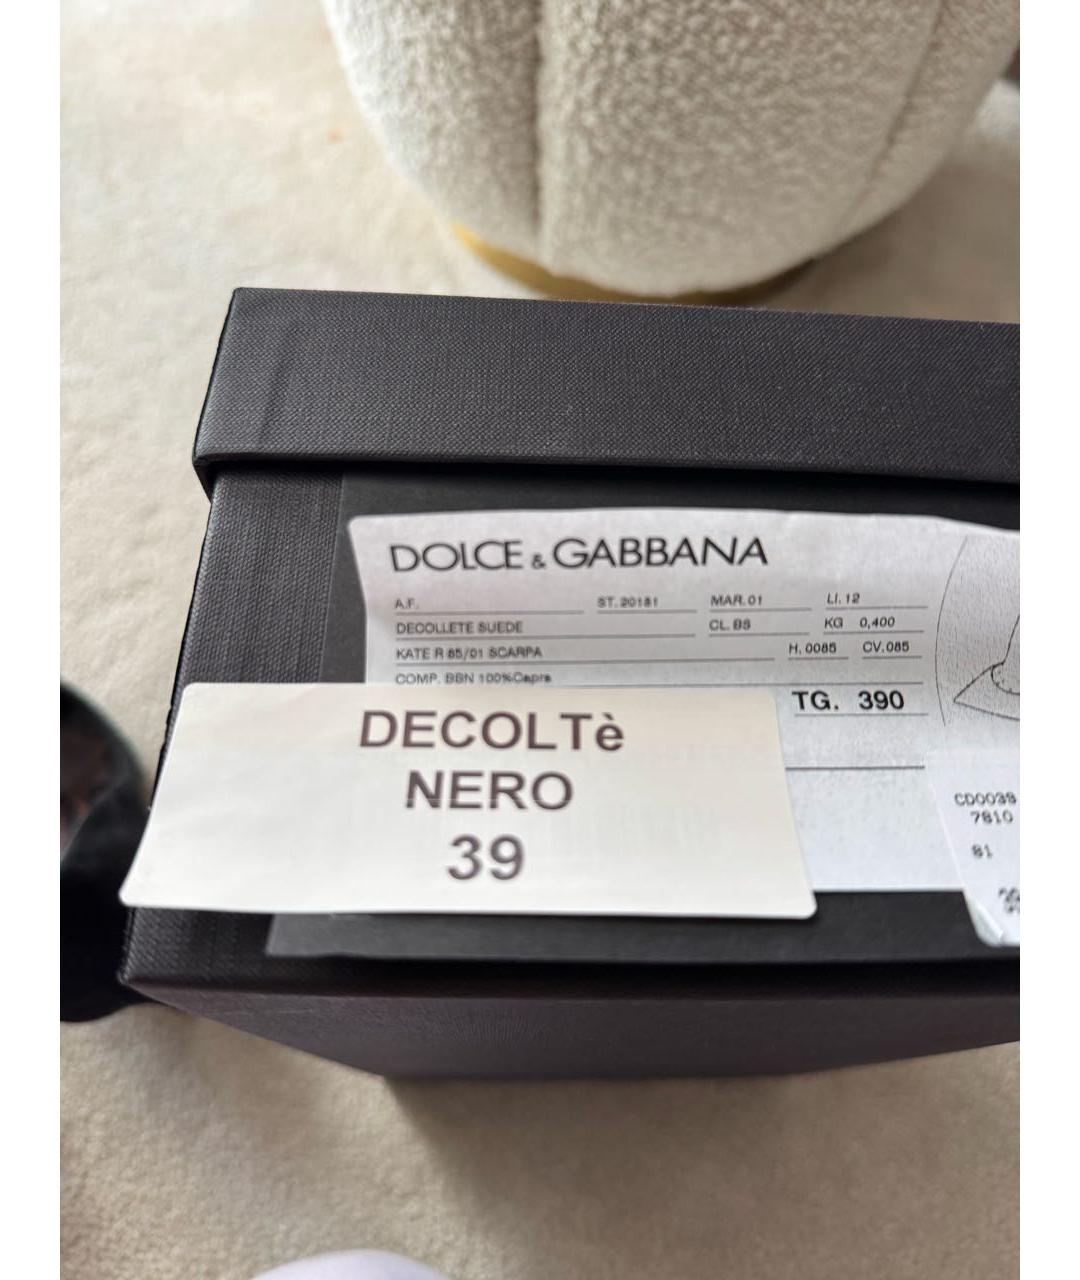 DOLCE & GABBANA
A.F. ST. 20181 MAR. 01 LI. 12
DECOLLETE SUEDE CL. BS KG 0,400
KATE R 85/01 SCARPA H. 0085 CV. 085
COMP. BBN 100%Capra
TG. 390
DECOLTè
NERO
39
CD0039
7810
81